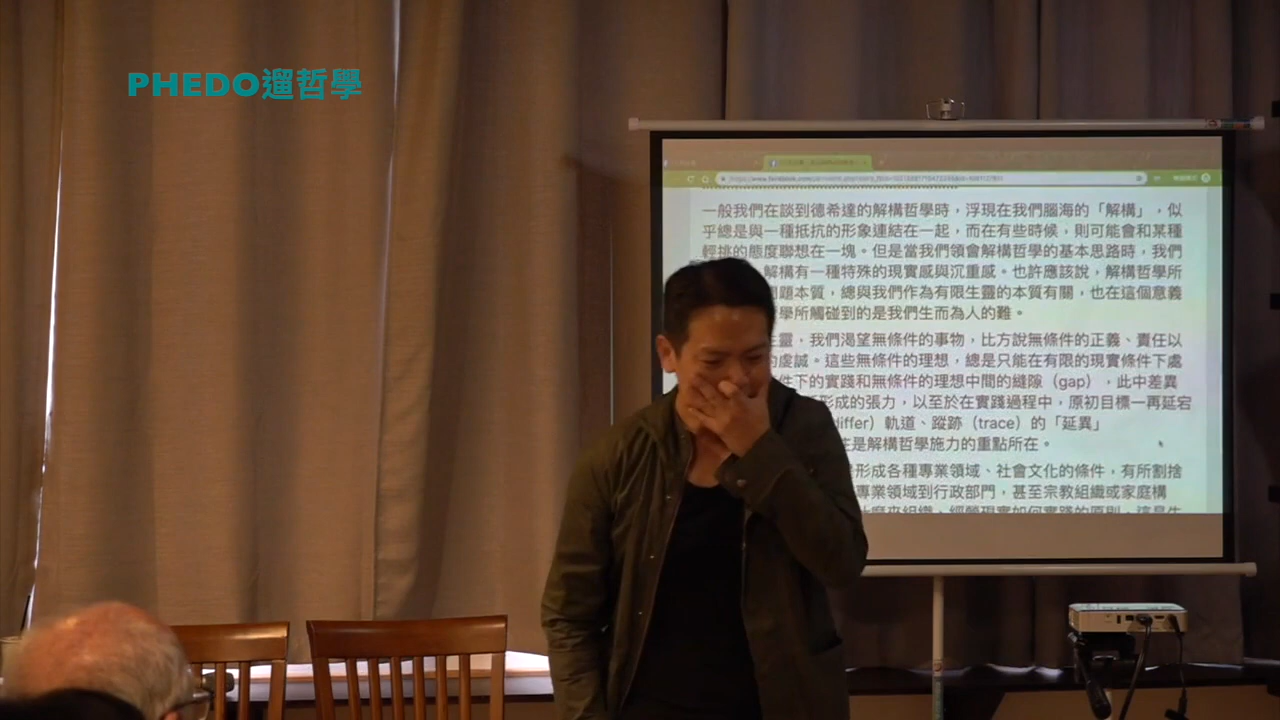 PHEDO遛哲學
一般我們在談到德希達的解構哲學時，浮現在我們腦海的「解構」，似
乎總是與一種抵抗的形象連結在一起，而在有些時候，則可能會和某種
輕挑的態度聯想在一塊。但是當我們領會解構哲學的基本思路時，我們
解構有一種特殊的現實感與沉重感。也許應該說，解構哲學所
問題本質，總與我們作為有限生靈的本質有關，也在這個意義
學所觸碰到的是我們生而為人的難。
靈，我們渴望無條件的事物，比方說無條件的正義、責任以
的虔誠。這些無條件的理想，總是只能在有限的現實條件下處
件下的實踐和無條件的理想中間的縫隙（gap），此中差異
形成的張力，以至於在實踐過程中，原初目標一再延宕
differ）軌道、蹤跡（trace）的「延異」
是解構哲學施力的重點所在。
形成各種專業領域、社會文化的條件，有所割捨
專業領域到行政部門，甚至宗教組織或家庭構
組織、經營現實如何實踐的原則，這是生